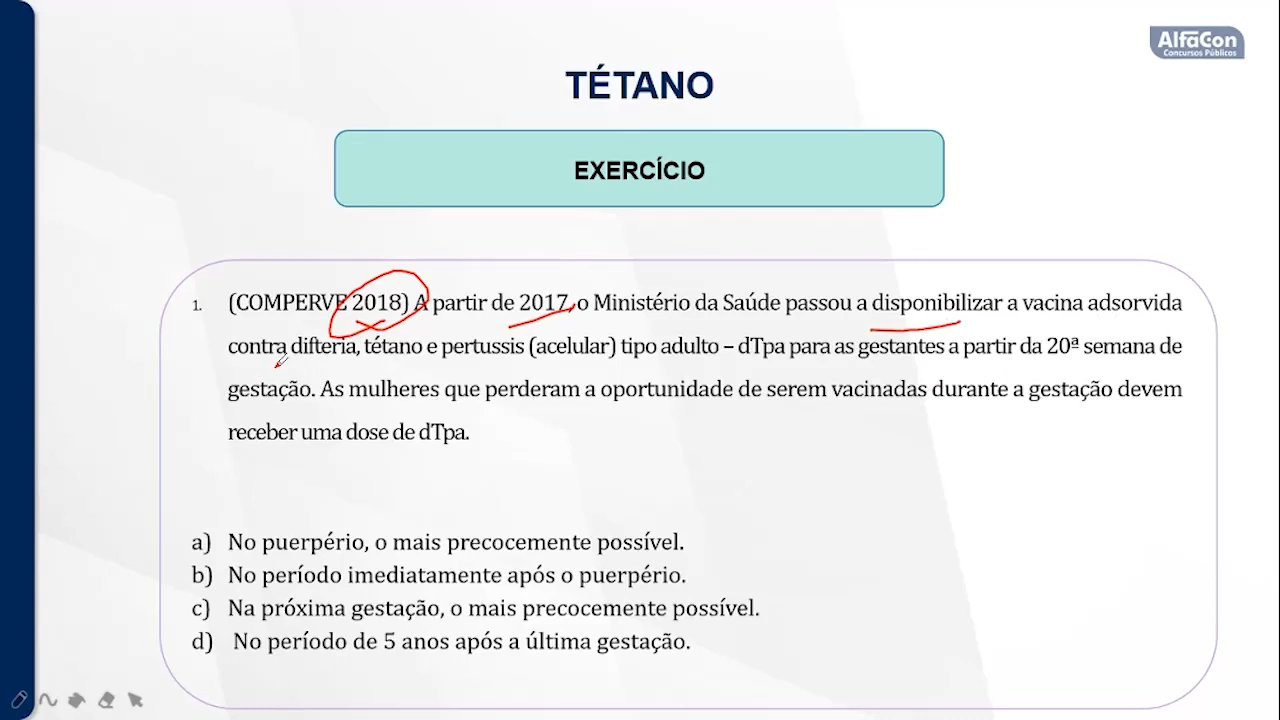 AlfaCon
Concursos Públicos
TÉTANO
EXERCÍCIO
1. (COMPERVE 2018) A partir de 2017, o Ministério da Saúde passou a disponibilizar a vacina adsorvida
contra difteria, tétano e pertussis (acelular) tipo adulto – dTpa para as gestantes a partir da 20ª semana de
gestação. As mulheres que perderam a oportunidade de serem vacinadas durante a gestação devem
receber uma dose de dTpa.
a) No puerpério, o mais precocemente possível.
b) No período imediatamente após o puerpério.
c) Na próxima gestação, o mais precocemente possível.
d) No período de 5 anos após a última gestação.